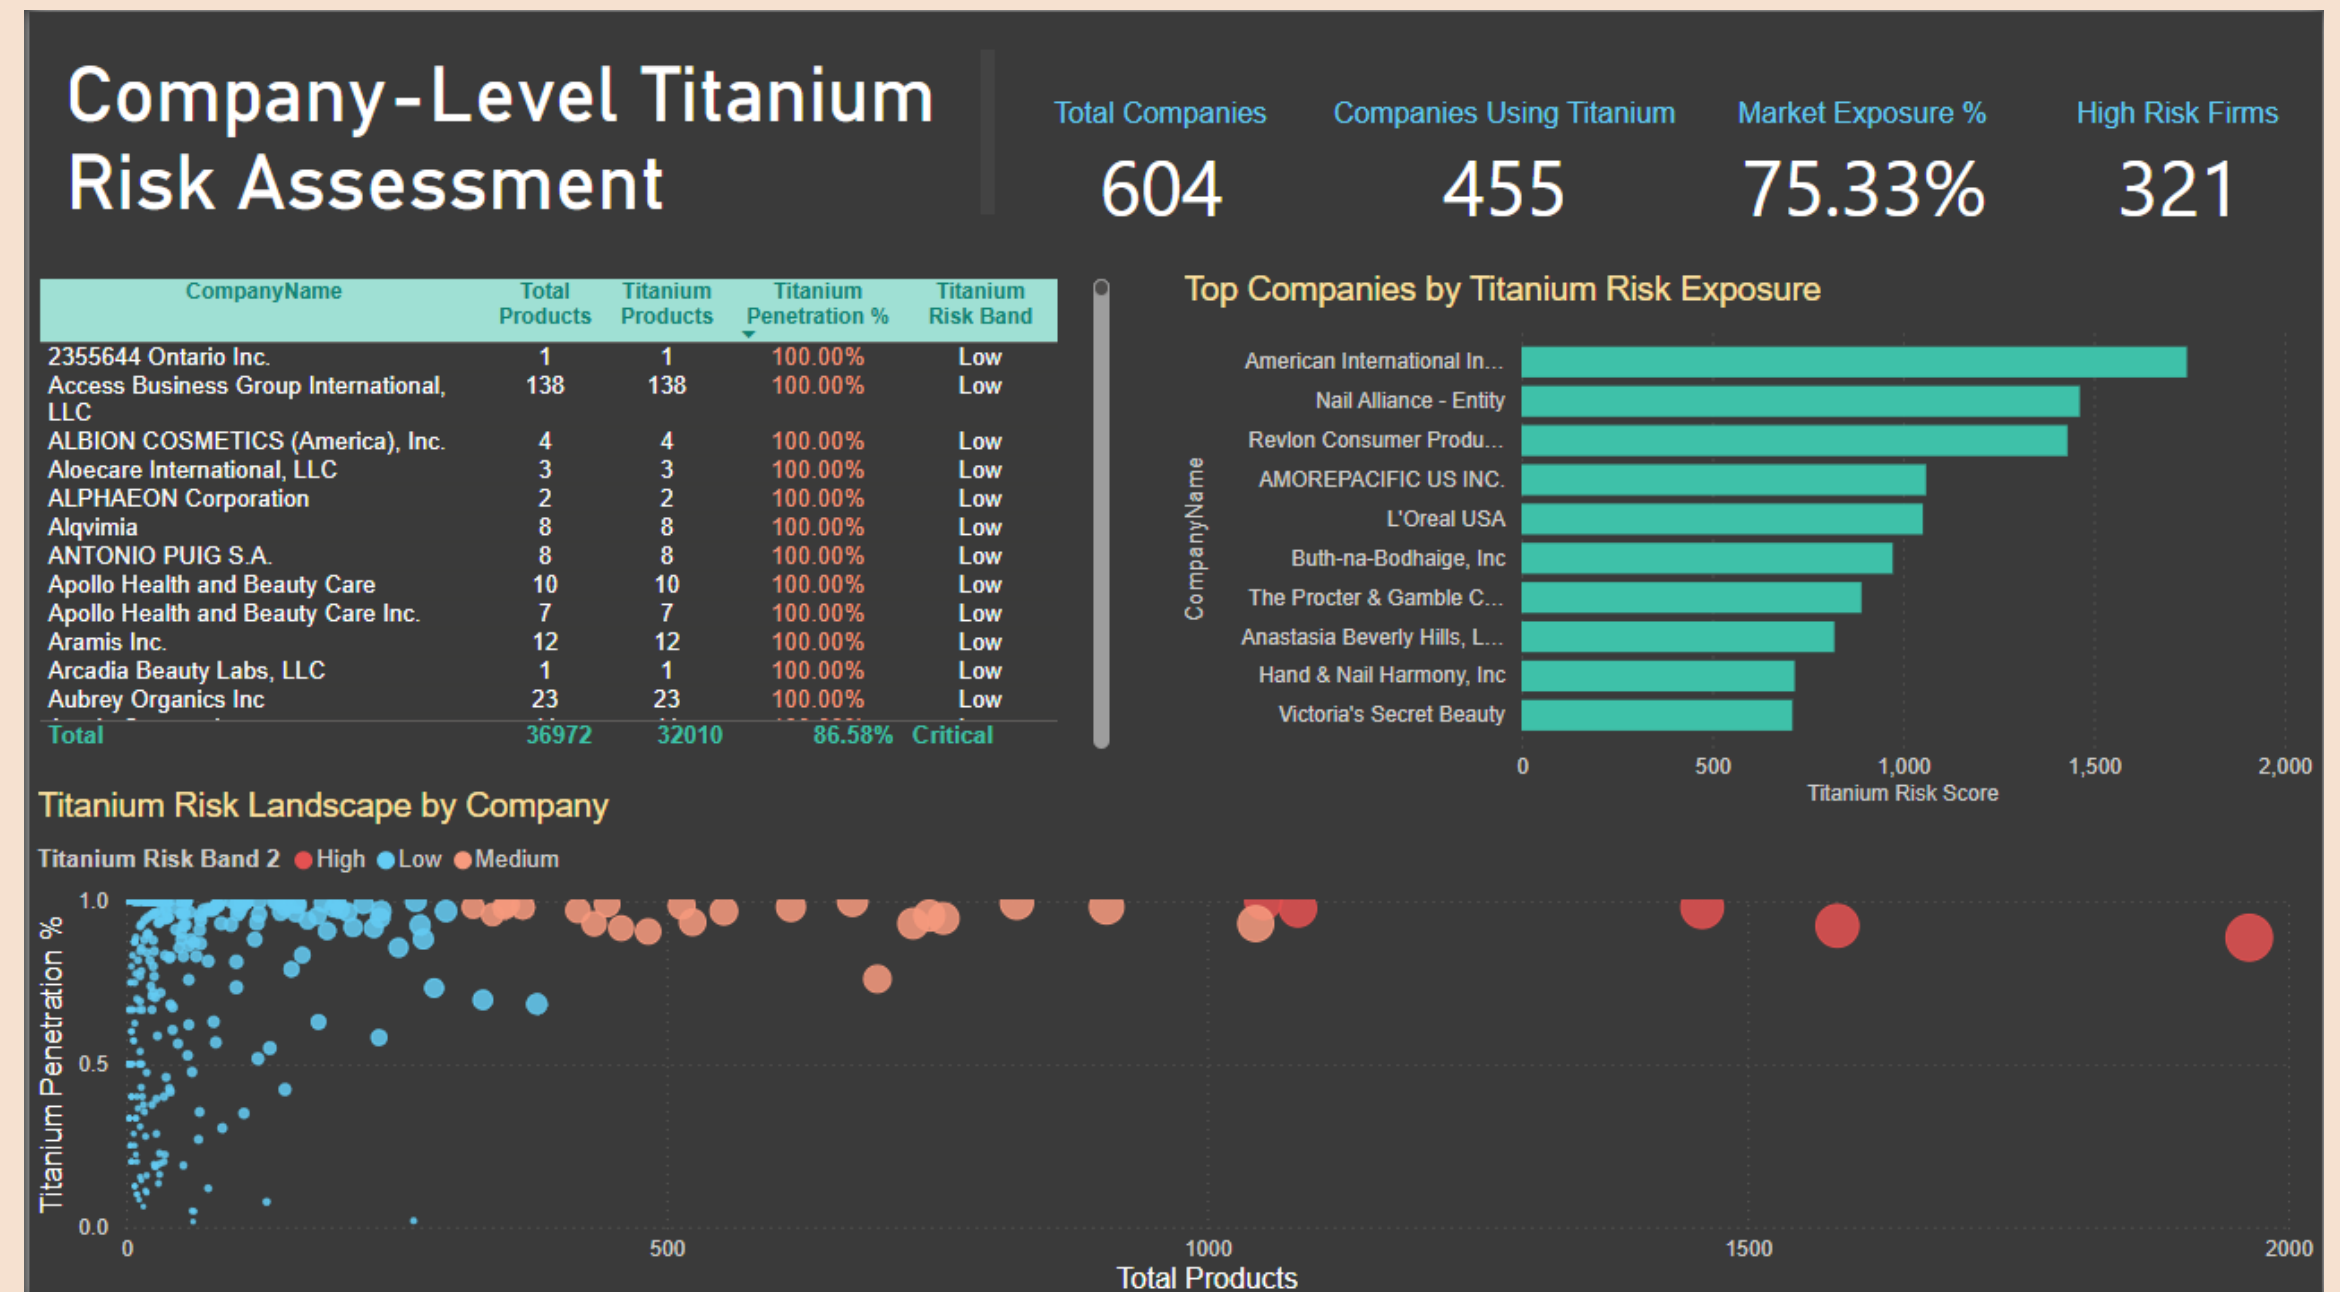 Company-Level Titanium
Risk Assessment
Total Companies
604
Companies Using Titanium
455
Market Exposure %
75.33%
High Risk Firms
321
CompanyName Total Products Titanium Products Titanium Penetration % Titanium Risk Band
2355644 Ontario Inc. 1 1 100.00% Low
Access Business Group International, LLC 138 138 100.00% Low
ALBION COSMETICS (America), Inc. 4 4 100.00% Low
Aloecare International, LLC 3 3 100.00% Low
ALPHAEON Corporation 2 2 100.00% Low
Alqvimia 8 8 100.00% Low
ANTONIO PUIG S.A. 8 8 100.00% Low
Apollo Health and Beauty Care 10 10 100.00% Low
Apollo Health and Beauty Care Inc. 7 7 100.00% Low
Aramis Inc. 12 12 100.00% Low
Arcadia Beauty Labs, LLC 1 1 100.00% Low
Aubrey Organics Inc 23 23 100.00% Low
Total 36972 32010 86.58% Critical
Top Companies by Titanium Risk Exposure
CompanyName
American International In...
Nail Alliance - Entity
Revlon Consumer Produ...
AMOREPACIFIC US INC.
L'Oreal USA
Buth-na-Bodhaige, Inc
The Procter & Gamble C...
Anastasia Beverly Hills, L...
Hand & Nail Harmony, Inc
Victoria's Secret Beauty
0 500 1,000 1,500 2,000
Titanium Risk Score
Titanium Risk Landscape by Company
Titanium Risk Band 2 High Low Medium
Titanium Penetration %
1.0
0.5
0.0
0 500 1000 1500 2000
Total Products